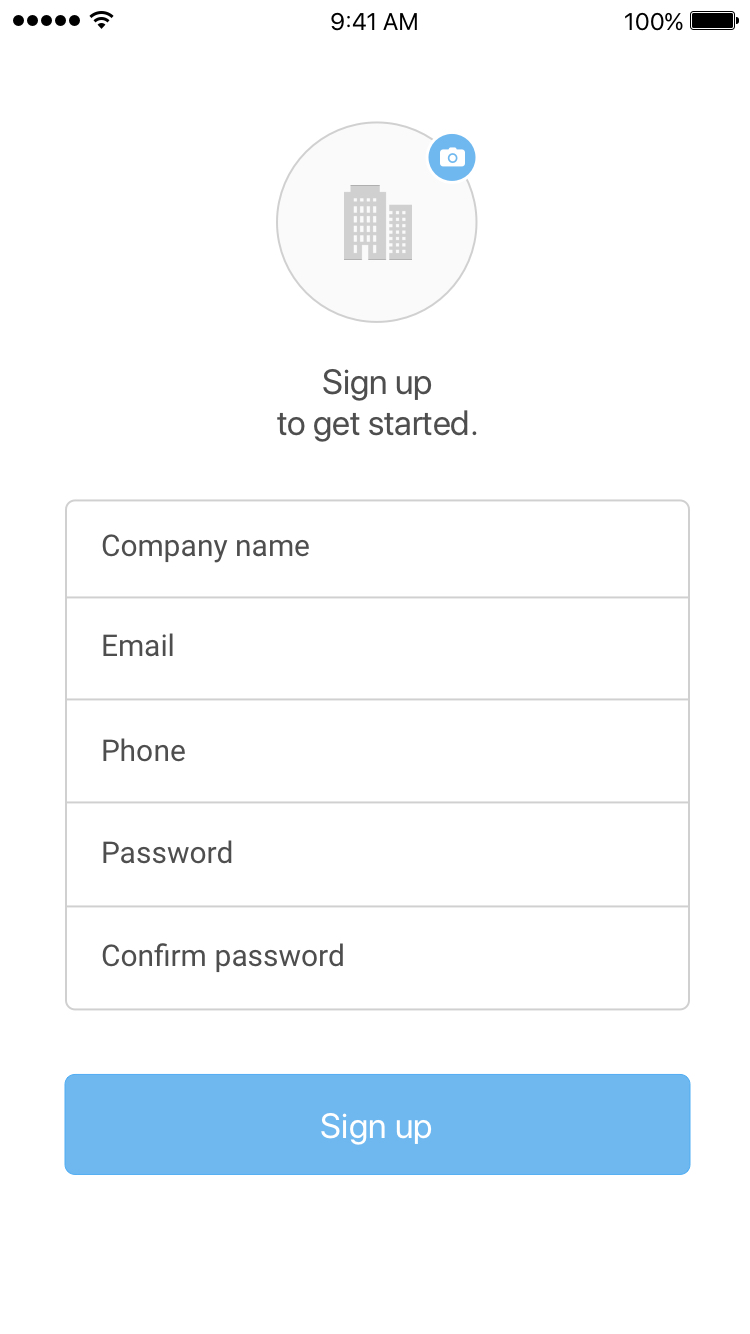 9:41 AM
100%
Sign up
to get started.
Company name
Email
Phone
Password
Confirm password
Sign up